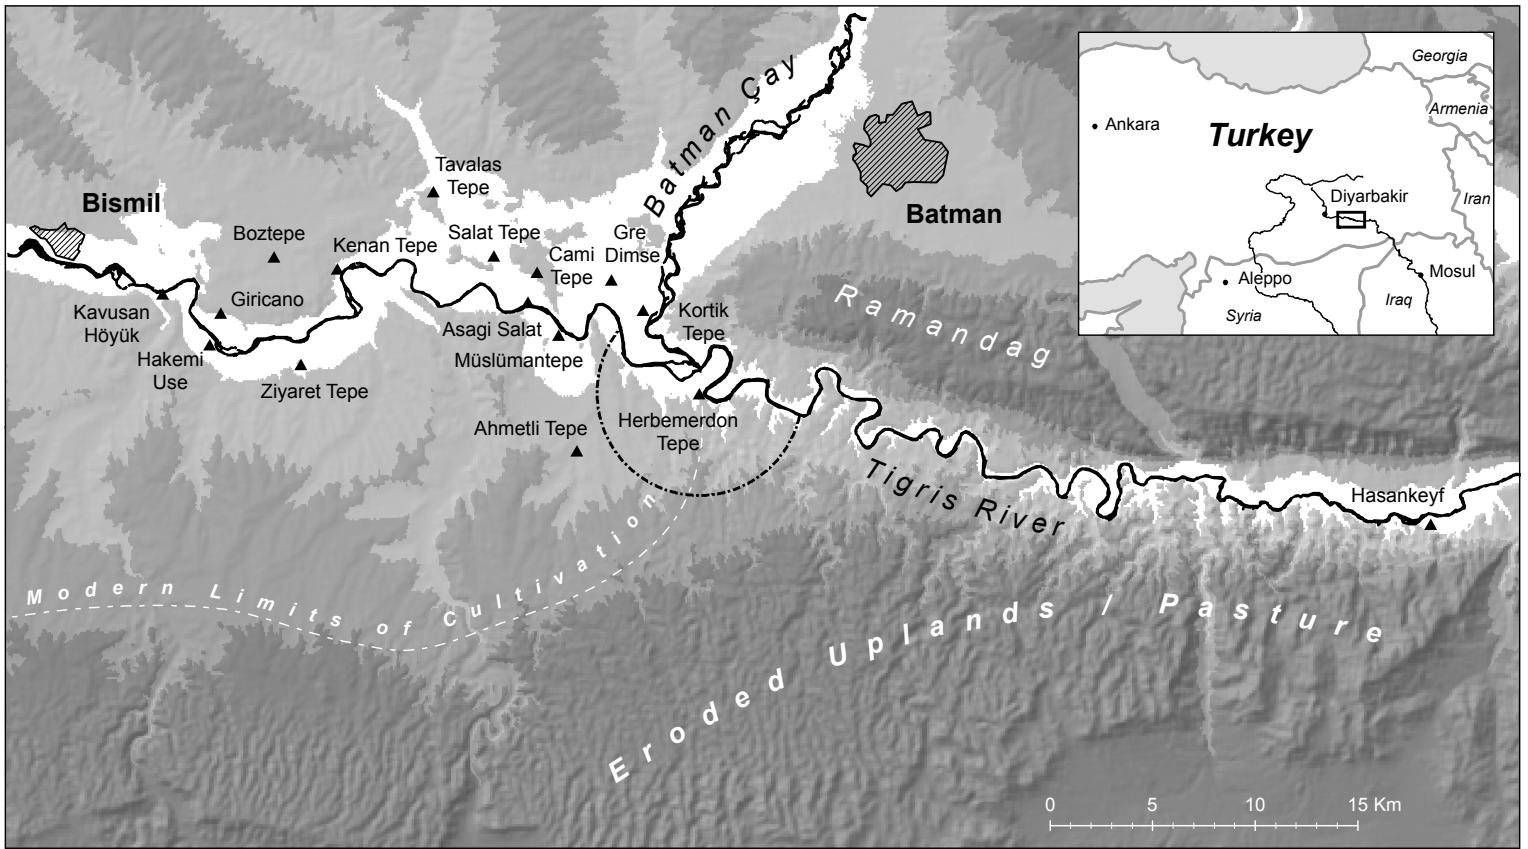 Georgia
Armenia
Ankara
Turkey
Iran
Diyarbakir
Aleppo
Mosul
Iraq
Syria
Batman Çay
Tavalas
Tepe
Bismil
Batman
Boztepe
Kenan Tepe
Salat Tepe
Gre
Dimse
Cami
Tepe
Kavusan
Höyük
Giricano
Asagi Salat
Kortik
Tepe
Ramandag
Hakemi
Use
Müslümantepe
Ziyaret Tepe
Ahmetli Tepe
Herbemerdon
Tepe
Tigris River
Hasankeyf
Modern Limits of Cultivation
Eroded Uplands / Pasture
0 5 10 15 Km